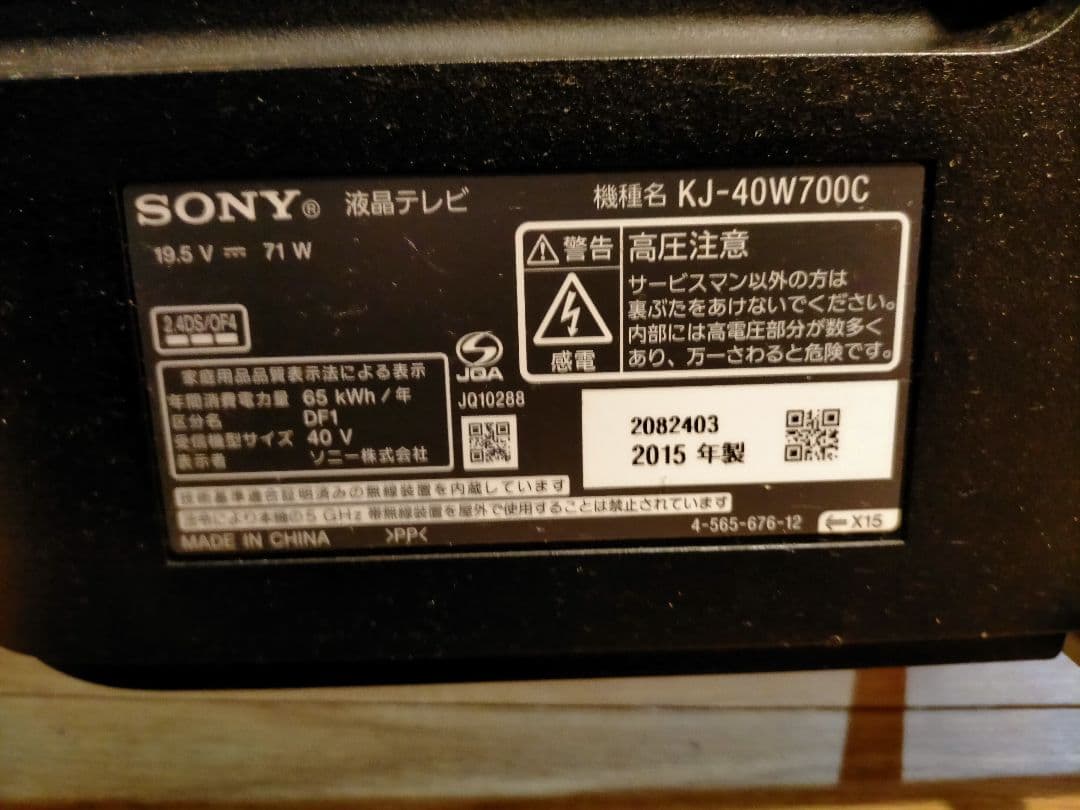 SONY® 液晶テレビ
機種名 KJ-40W700C
19.5 V ⎓ 71 W
警告 高圧注意
感電
サービスマン以外の方は
裏ぶたをあけないでください。
内部には高電圧部分が数多く
あり、万一さわると危険です。
2.4DS/OF4
JQA
JQ10288
家庭用品品質表示法による表示
年間消費電力量 65 kWh/年
区分名 DF1
受信機型サイズ 40 V
表示者 ソニー株式会社
2082403
2015 年製
技術基準適合証明済みの無線装置を内蔵しています
法令により本機の5 GHz 帯無線装置を屋外で使用することは禁止されています
MADE IN CHINA >PP<
4-565-676-12 ⇐X15